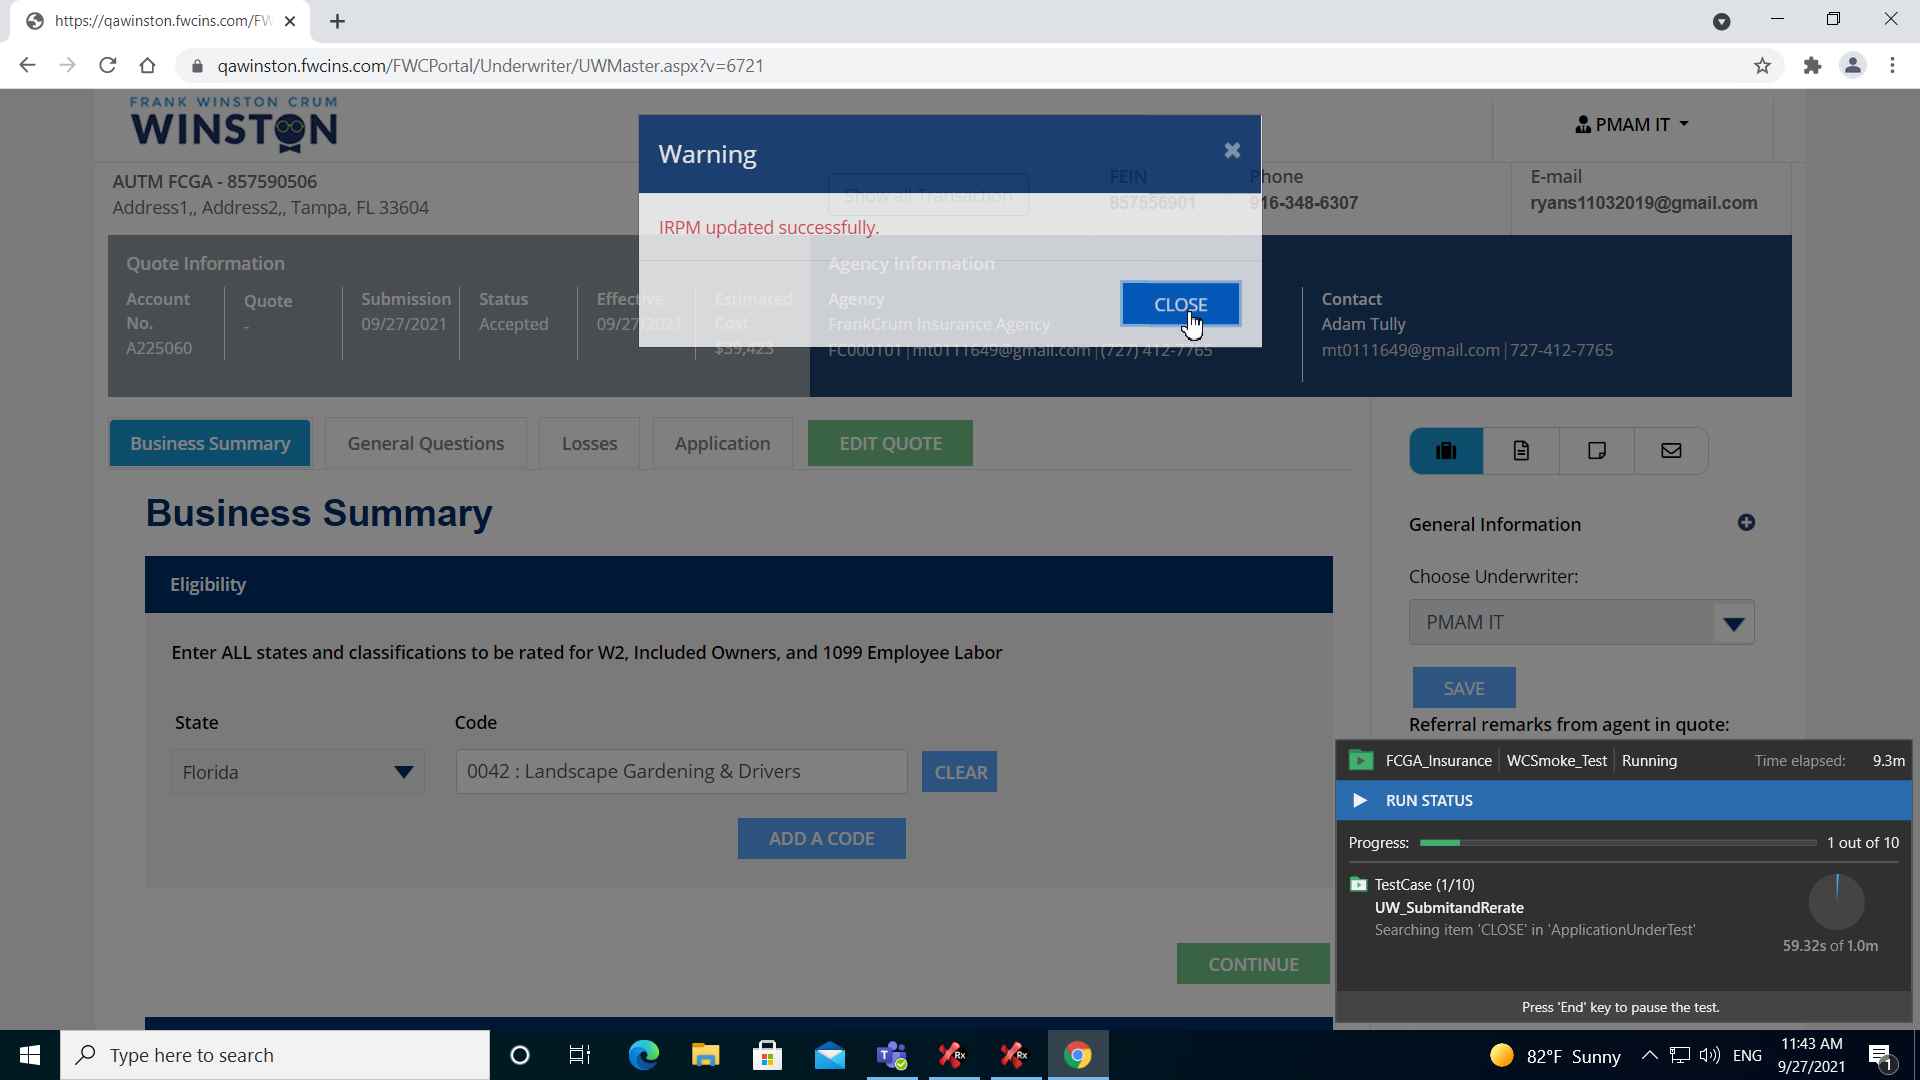 https://qawinston.fwcins.com/FW
qawinston.fwcins.com/FWCPortal/Underwriter/UWMaster.aspx?v=6721
FRANK WINSTON CRUM
WINSTON
PMAM IT
AUTM FCGA - 857590506
Address1,, Address2,, Tampa, FL 33604
Warning
Show all Transaction
FEIN
857556901
Phone
916-348-6307
E-mail
ryans11032019@gmail.com
IRPM updated successfully.
CLOSE
Quote Information
Account No.
A225060
Quote
-
Submission
09/27/2021
Status
Accepted
Effective
09/27/2021
Estimated Cost
$39,423
Agency Information
Agency
FrankCrum Insurance Agency
FC000101 | mt0111649@gmail.com | (727) 412-7765
Contact
Adam Tully
mt0111649@gmail.com | 727-412-7765
Business Summary
General Questions
Losses
Application
EDIT QUOTE
Business Summary
Eligibility
Enter ALL states and classifications to be rated for W2, Included Owners, and 1099 Employee Labor
State
Code
Florida
0042 : Landscape Gardening & Drivers
CLEAR
ADD A CODE
CONTINUE
General Information
Choose Underwriter:
PMAM IT
SAVE
Referral remarks from agent in quote:
FCGA_Insurance WCSmoke_Test Running Time elapsed: 9.3m
RUN STATUS
Progress: 1 out of 10
TestCase (1/10)
UW_SubmitandRerate
Searching item 'CLOSE' in 'ApplicationUnderTest'
59.32s of 1.0m
Press 'End' key to pause the test.
Type here to search
Rx
Rx
82°F Sunny
ENG
11:43 AM
9/27/2021
1